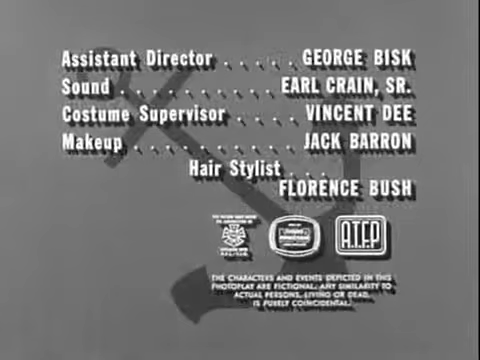 Assistant Director . . . . . GEORGE BISK
Sound . . . . . . . . . EARL CRAIN, SR.
Costume Supervisor . . . . VINCENT DEE
Makeup . . . . . . . . . JACK BARRON
Hair Stylist . . .
FLORENCE BUSH
A.T.F.P
THE CHARACTERS AND EVENTS DEPICTED IN THIS
PHOTOPLAY ARE FICTIONAL. ANY SIMILARITY TO
ACTUAL PERSONS, LIVING OR DEAD,
IS PURELY COINCIDENTAL.